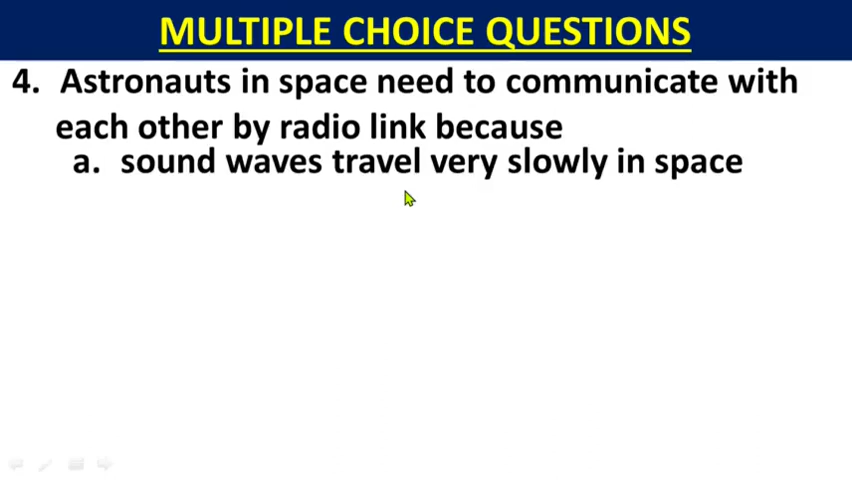 MULTIPLE CHOICE QUESTIONS
4. Astronauts in space need to communicate with
each other by radio link because
a. sound waves travel very slowly in space